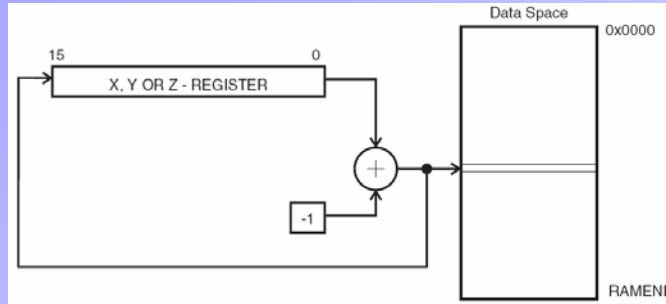 Data Space
0x0000
15
0
X, Y OR Z - REGISTER
+
-1
RAMEND